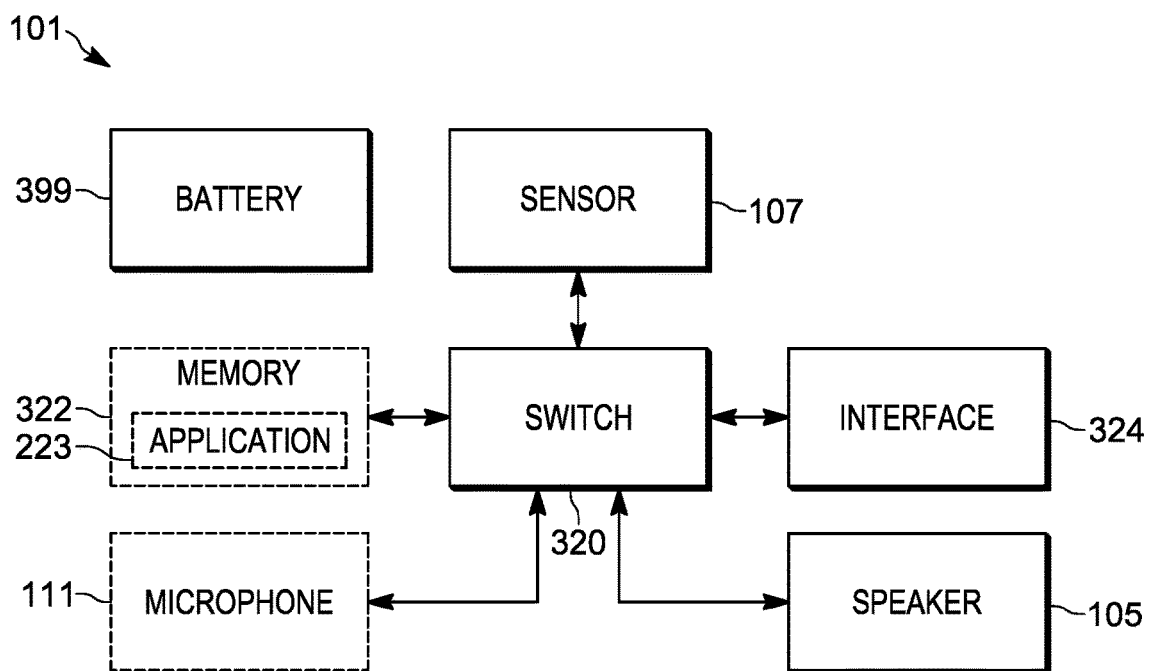 101
BATTERY
399
SENSOR
107
MEMORY
322
APPLICATION
223
SWITCH
320
INTERFACE
324
MICROPHONE
111
SPEAKER
105